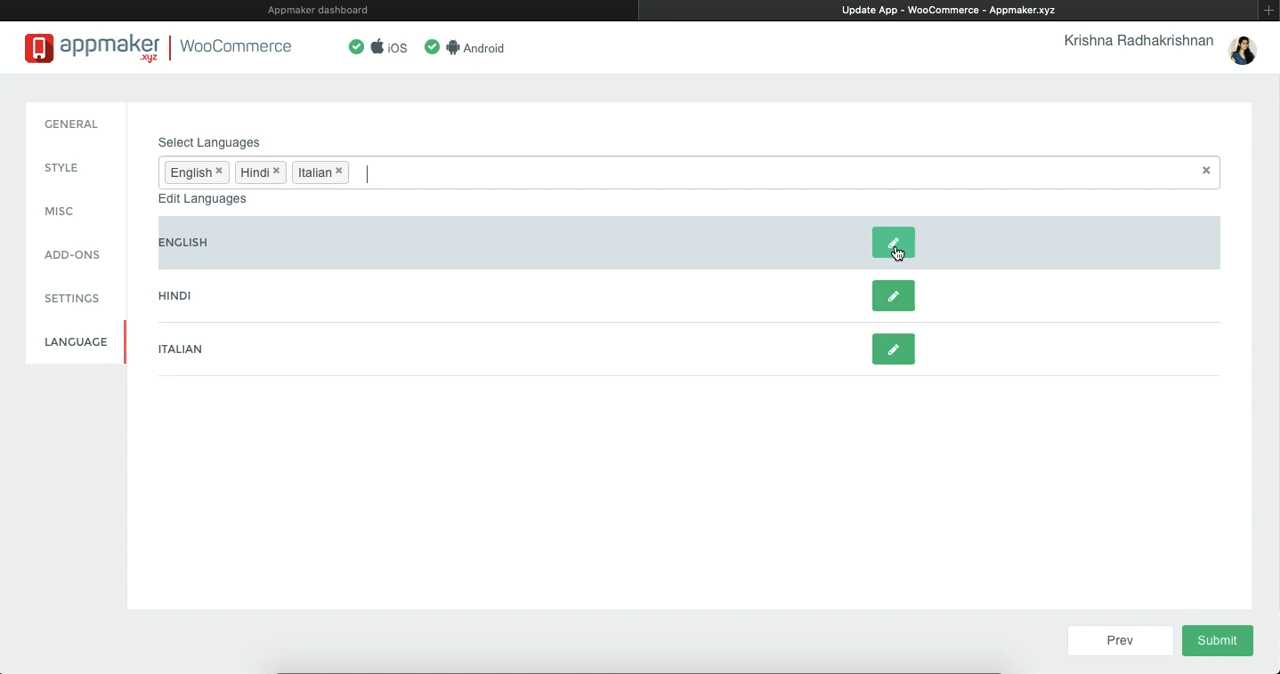 Appmaker dashboard
Update App - WooCommerce - Appmaker.xyz
appmaker
.xyz
WooCommerce
iOS
Android
Krishna Radhakrishnan
GENERAL
STYLE
MISC
ADD-ONS
SETTINGS
LANGUAGE
Select Languages
English × Hindi × Italian ×
Edit Languages
ENGLISH
HINDI
ITALIAN
Prev
Submit